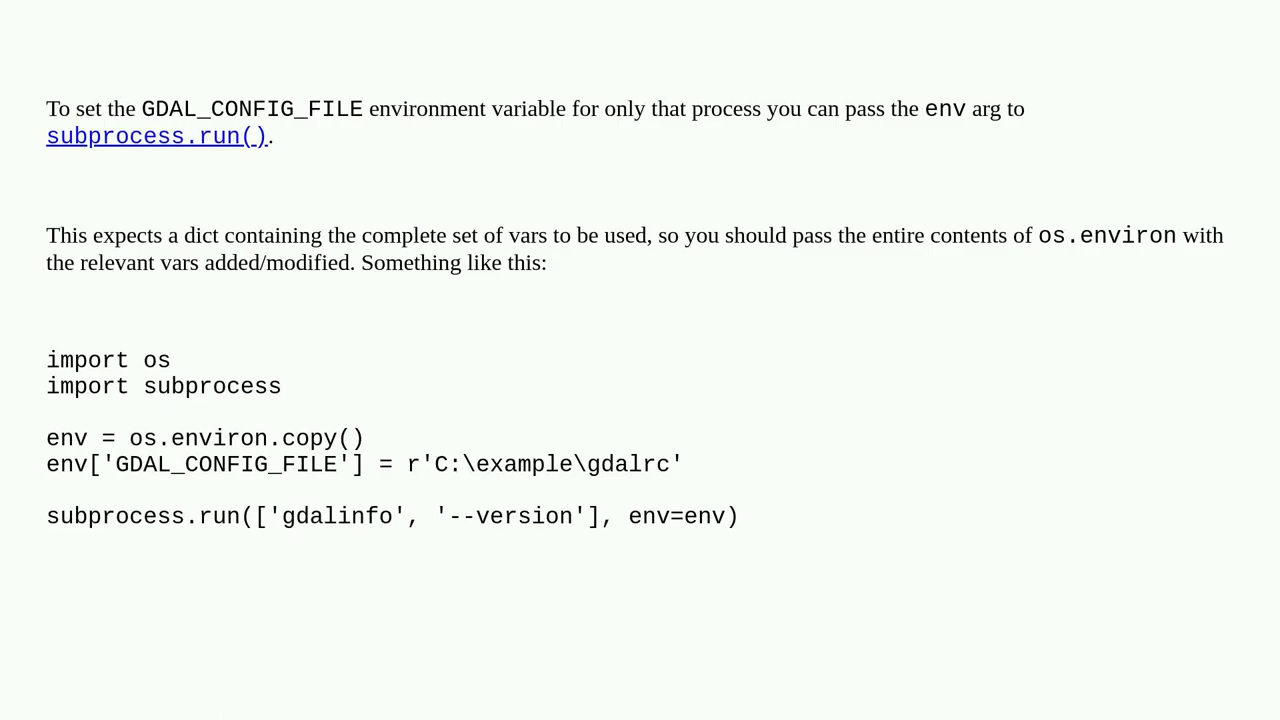 To set the GDAL_CONFIG_FILE environment variable for only that process you can pass the env arg to
subprocess.run().
This expects a dict containing the complete set of vars to be used, so you should pass the entire contents of os.environ with
the relevant vars added/modified. Something like this:
import os
import subprocess
env = os.environ.copy()
env['GDAL_CONFIG_FILE'] = r'C:\example\gdalrc'
subprocess.run(['gdalinfo', '--version'], env=env)